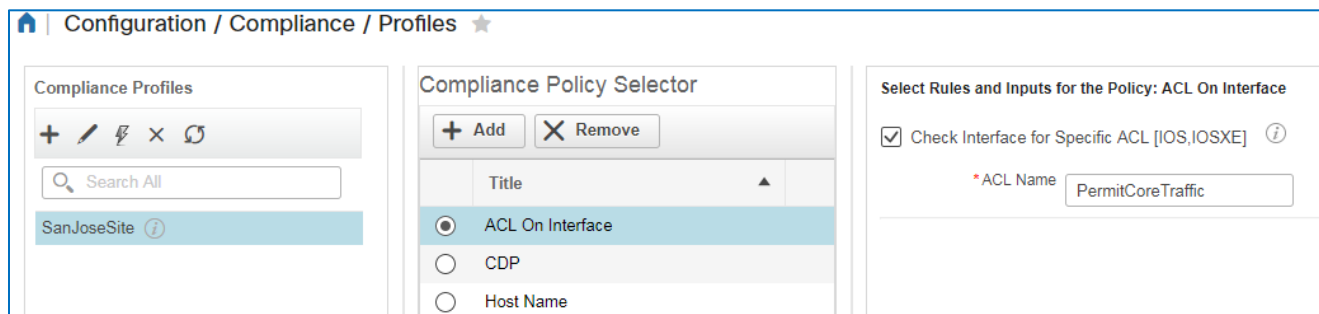 Configuration / Compliance / Profiles
Compliance Profiles
Search All
SanJoseSite
Compliance Policy Selector
Add Remove
Title
ACL On Interface
CDP
Host Name
Select Rules and Inputs for the Policy: ACL On Interface
Check Interface for Specific ACL [IOS,IOSXE]
*ACL Name PermitCoreTraffic